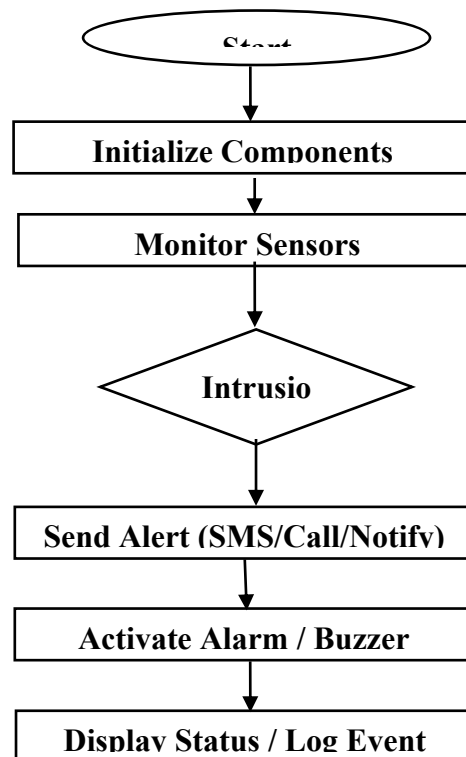 Start
Initialize Components
Monitor Sensors
Intrusio
Send Alert (SMS/Call/Notify)
Activate Alarm / Buzzer
Display Status / Log Event